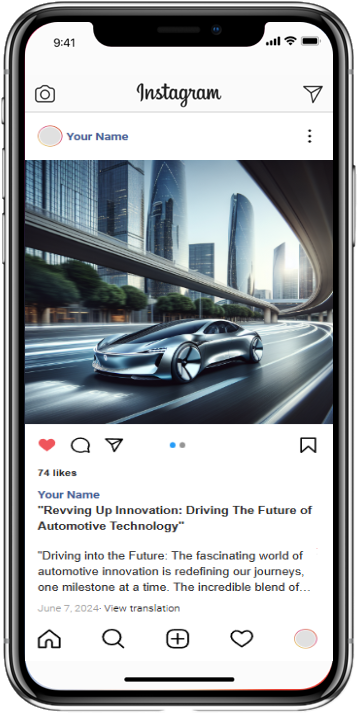 9:41
Instagram
Your Name
74 likes
Your Name
"Revving Up Innovation: Driving The Future of
Automotive Technology"
"Driving into the Future: The fascinating world of
automotive innovation is redefining our journeys,
one milestone at a time. The incredible blend of...
June 7, 2024· View translation